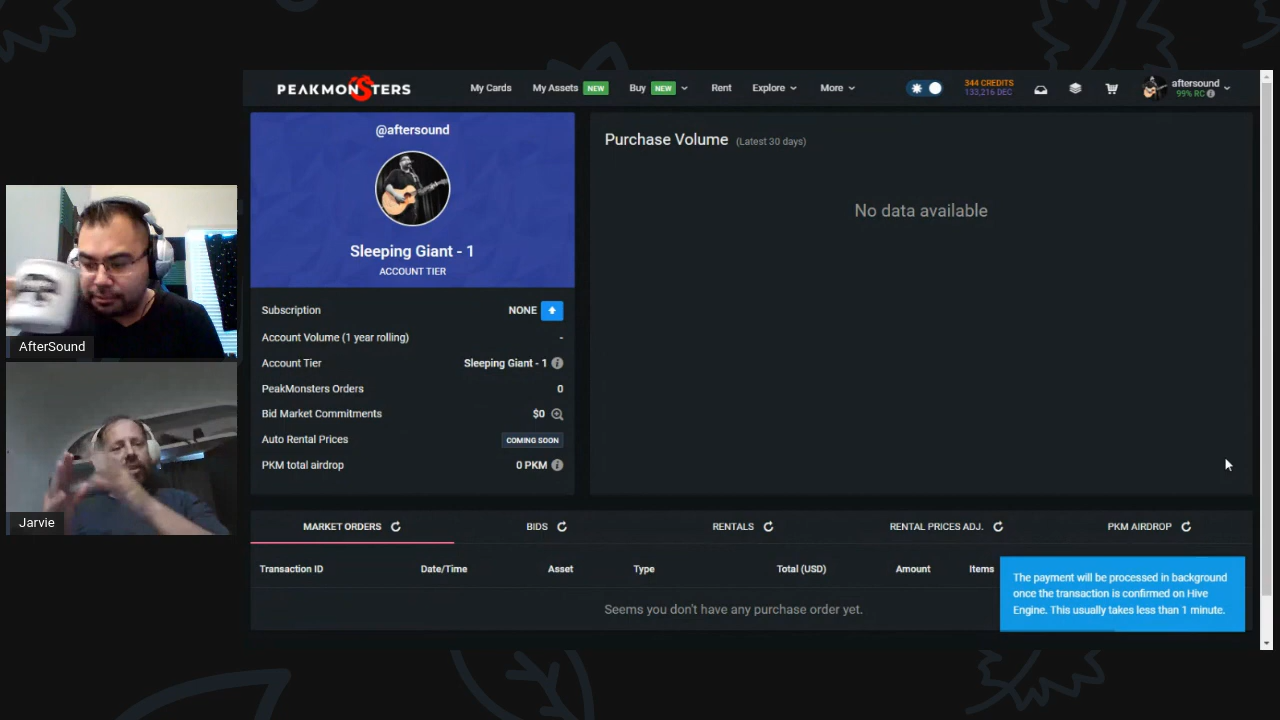 PEAKMONSTERS
My Cards
My Assets NEW
Buy NEW
Rent
Explore
More
344 CREDITS
133,216 DEC
aftersound
99% RC
@aftersound
Sleeping Giant - 1
ACCOUNT TIER
Subscription NONE
Account Volume (1 year rolling) -
Account Tier Sleeping Giant - 1
PeakMonsters Orders 0
Bid Market Commitments $0
Auto Rental Prices COMING SOON
PKM total airdrop 0 PKM
Purchase Volume (Latest 30 days)
No data available
AfterSound
Jarvie
MARKET ORDERS
BIDS
RENTALS
RENTAL PRICES ADJ.
PKM AIRDROP
Transaction ID Date/Time Asset Type Total (USD) Amount Items
Seems you don't have any purchase order yet.
The payment will be processed in background
once the transaction is confirmed on Hive
Engine. This usually takes less than 1 minute.